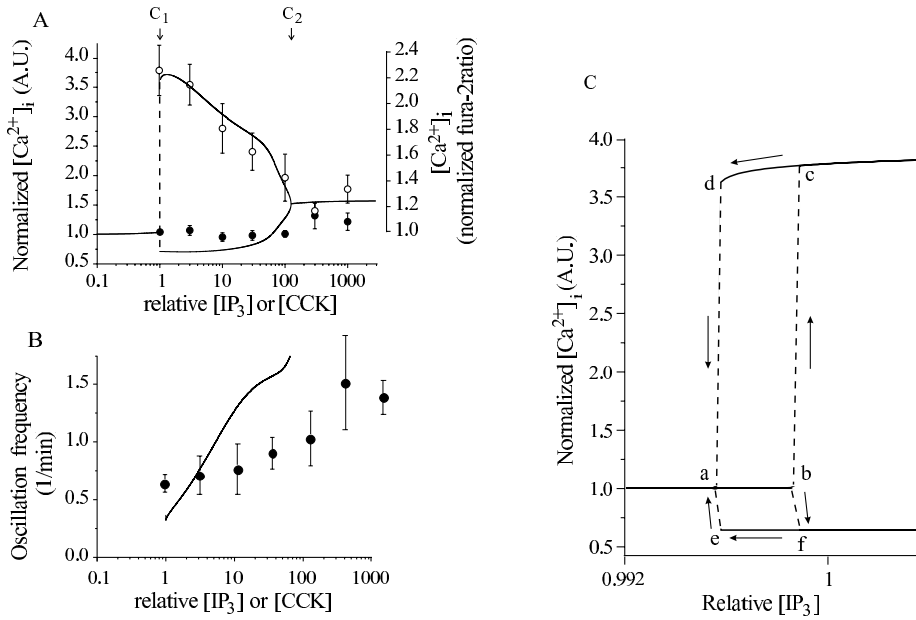 A
C1
C2
Normalized [Ca2+]i (A.U.)
4.0
3.5
3.0
2.5
2.0
1.5
1.0
0.5
2.4
2.2
2.0
1.8
1.6
1.4
1.2
1.0
[Ca2+]i
(normalized fura-2ratio)
0.1
1
10
100
1000
relative [IP3] or [CCK]
B
Oscillation frequency
(1/min)
1.5
1.0
0.5
0.0
0.1
1
10
100
1000
relative [IP3] or [CCK]
C
Normalized [Ca2+]i (A.U.)
4.0
3.5
3.0
2.5
2.0
1.5
1.0
0.5
d
c
a
b
e
f
0.992
1
Relative [IP3]